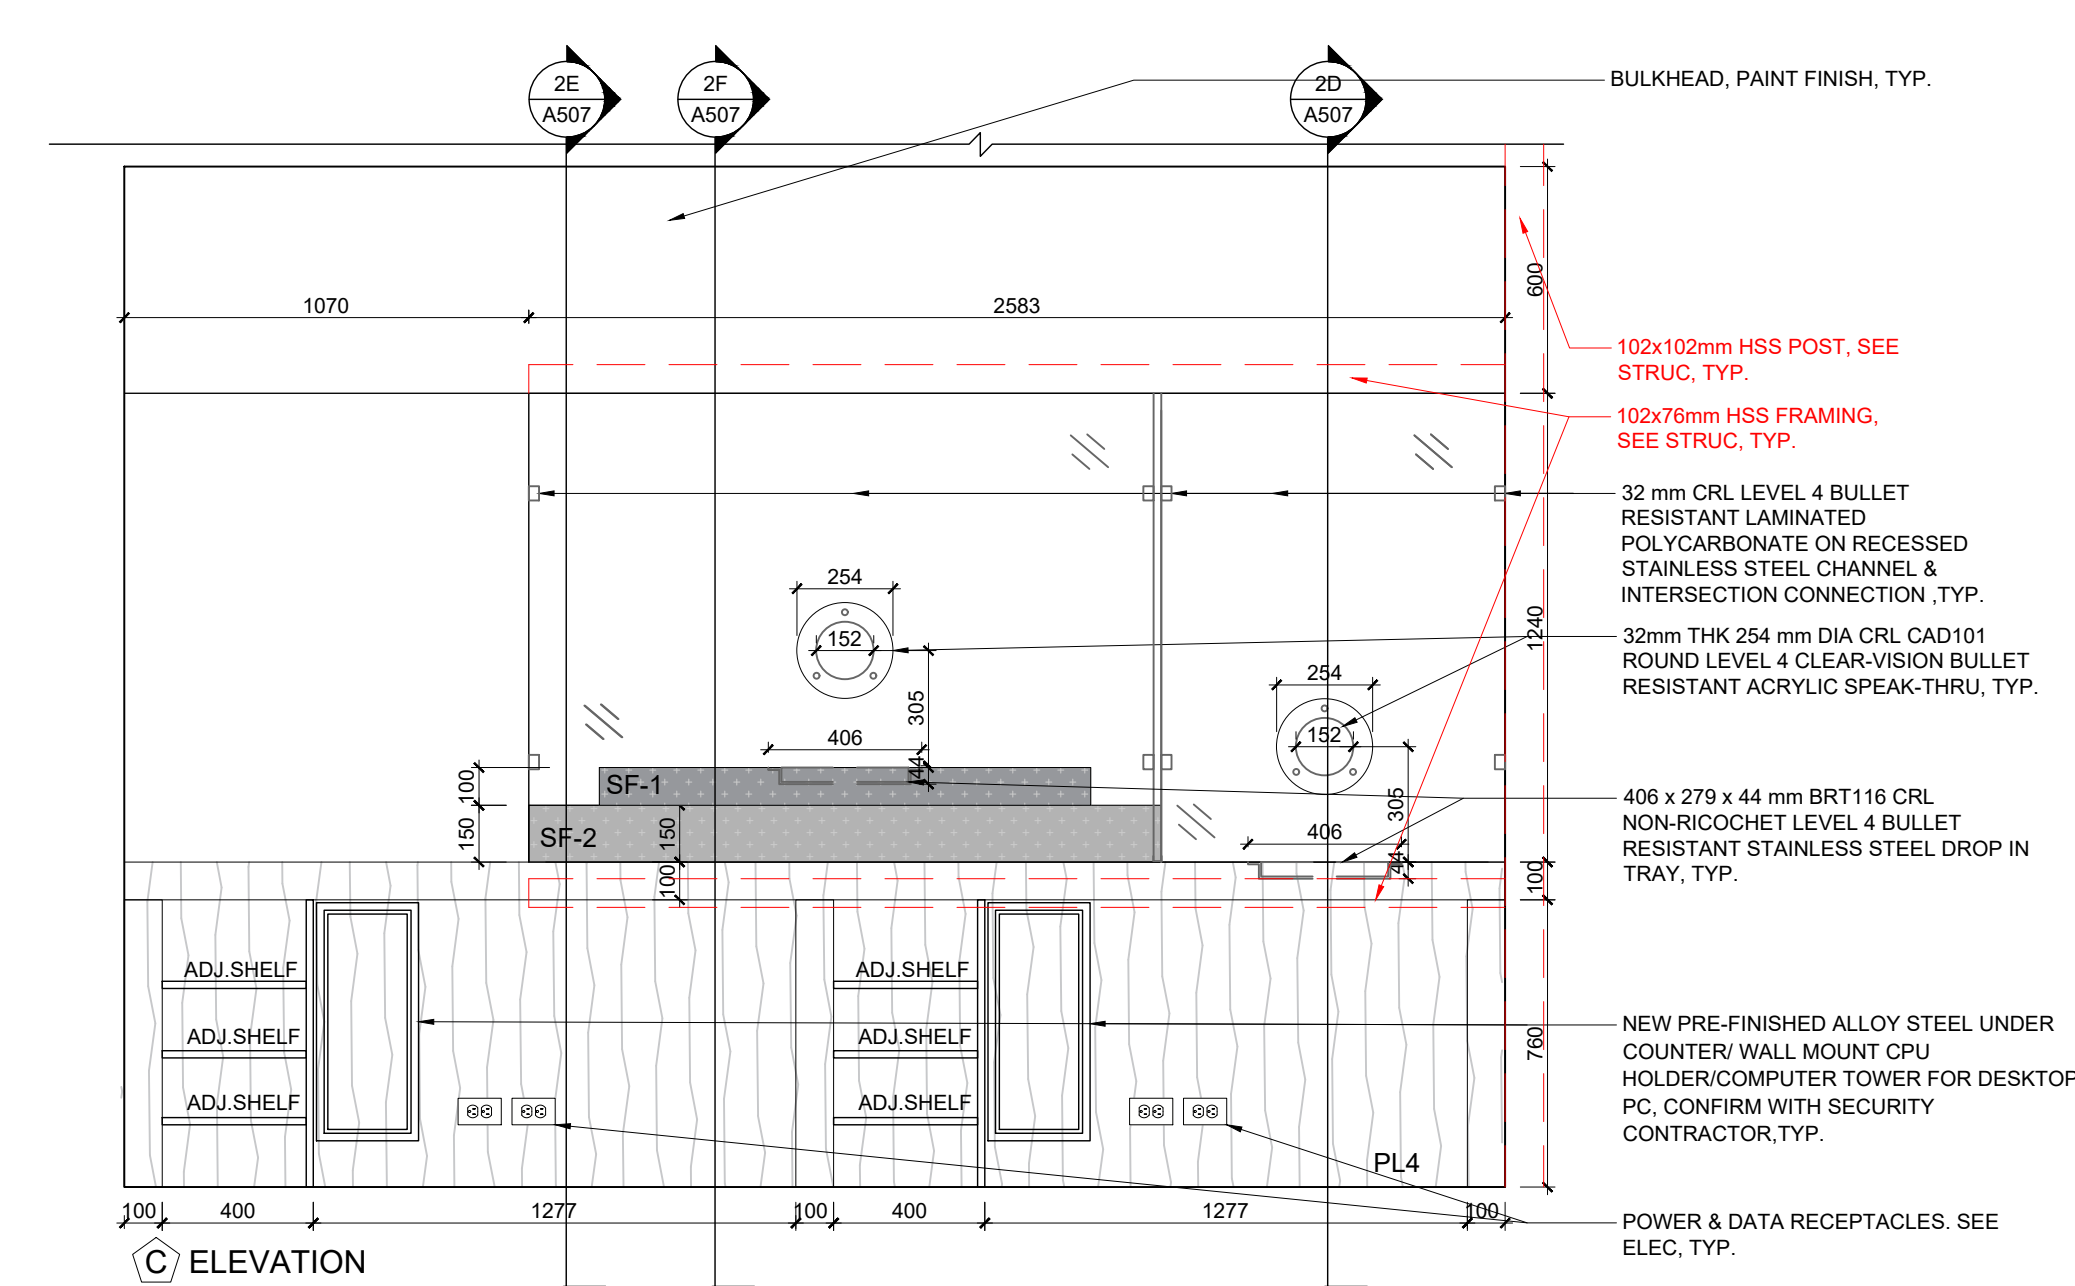 2E
A507
2F
A507
2D
A507
BULKHEAD, PAINT FINISH, TYP.
1070
2583
600
102x102mm HSS POST, SEE
STRUC, TYP.
102x76mm HSS FRAMING,
SEE STRUC, TYP.
32 mm CRL LEVEL 4 BULLET
RESISTANT LAMINATED
POLYCARBONATE ON RECESSED
STAINLESS STEEL CHANNEL &
INTERSECTION CONNECTION ,TYP.
1240
254
152
305
406
44
32mm THK 254 mm DIA CRL CAD101
ROUND LEVEL 4 CLEAR-VISION BULLET
RESISTANT ACRYLIC SPEAK-THRU, TYP.
254
152
305
406
44
SF-1
SF-2
100
150
150
100
100
406 x 279 x 44 mm BRT116 CRL
NON-RICOCHET LEVEL 4 BULLET
RESISTANT STAINLESS STEEL DROP IN
TRAY, TYP.
ADJ.SHELF
ADJ.SHELF
ADJ.SHELF
ADJ.SHELF
ADJ.SHELF
ADJ.SHELF
760
NEW PRE-FINISHED ALLOY STEEL UNDER
COUNTER/ WALL MOUNT CPU
HOLDER/COMPUTER TOWER FOR DESKTOP
PC, CONFIRM WITH SECURITY
CONTRACTOR,TYP.
PL4
100
400
1277
100
400
1277
100
POWER & DATA RECEPTACLES. SEE
ELEC, TYP.
C ELEVATION